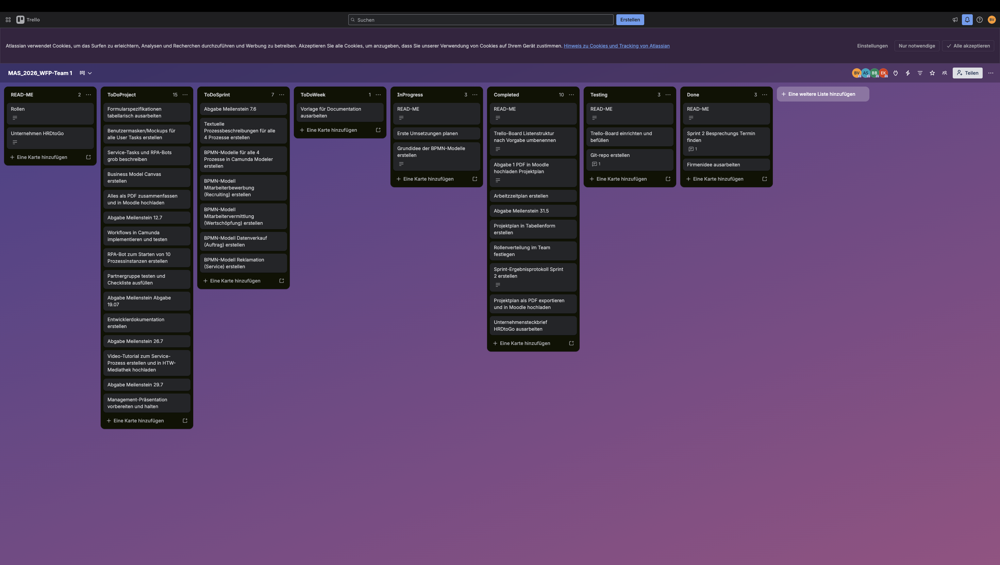 Trello
Suchen
Erstellen
BV
Atlassian verwendet Cookies, um das Surfen zu erleichtern, Analysen und Recherchen durchzuführen und Werbung zu betreiben. Akzeptieren Sie alle Cookies, um anzugeben, dass Sie unserer Verwendung von Cookies auf Ihrem Gerät zustimmen. Hinweis zu Cookies und Tracking von Atlassian
Einstellungen
Nur notwendige
Alle akzeptieren
MAS_2026_WFP-Team 1
BV AS BB EK
Teilen
READ-ME 2
Rollen
Unternehmen HRDtoGo
Eine Karte hinzufügen
ToDoProject 15
Formularspezifikationen
tabellarisch ausarbeiten
Benutzermasken/Mockups für
alle User Tasks erstellen
Service-Tasks und RPA-Bots
grob beschreiben
Business Model Canvas
erstellen
Alles als PDF zusammenfassen
und in Moodle hochladen
Abgabe Meilenstein 12.7
Workflows in Camunda
implementieren und testen
RPA-Bot zum Starten von 10
Prozessinstanzen erstellen
Partnergruppe testen und
Checkliste ausfüllen
Abgabe Meilenstein Abgabe
19.07
Entwicklerdokumentation
erstellen
Abgabe Meilenstein 26.7
Video-Tutorial zum Service-
Prozess erstellen und in HTW-
Mediathek hochladen
Abgabe Meilenstein 29.7
Management-Präsentation
vorbereiten und halten
Eine Karte hinzufügen
ToDoSprint 7
Abgabe Meilenstein 7.6
Textuelle
Prozessbeschreibungen für alle
4 Prozesse erstellen
BPMN-Modelle für alle 4
Prozesse in Camunda Modeler
erstellen
BPMN-Modell
Mitarbeiterbewerbung
(Recruiting) erstellen
BPMN-Modell
Mitarbeitervermittlung
(Wertschöpfung) erstellen
BPMN-Modell Datenverkauf
(Auftrag) erstellen
BPMN-Modell Reklamation
(Service) erstellen
Eine Karte hinzufügen
ToDoWeek 1
Vorlage für Documentation
ausarbeiten
Eine Karte hinzufügen
InProgress 3
READ-ME
Erste Umsetzungen planen
Grundidee der BPMN-Modelle
erstellen
Eine Karte hinzufügen
Completed 10
READ-ME
Trello-Board Listenstruktur
nach Vorgabe umbenennen
Abgabe 1 PDF in Moodle
hochladen Projektplan
Arbeitzzeitplan erstellen
Abgabe Meilenstein 31.5
Projektplan in Tabellenform
erstellen
Rollenverteilung im Team
festlegen
Sprint-Ergebnisprotokoll Sprint
2 erstellen
Projektplan als PDF exportieren
und in Moodle hochladen
Unternehmensteckbrief
HRDtoGo ausarbeiten
Eine Karte hinzufügen
Testing 3
READ-ME
Trello-Board einrichten und
befüllen
Git-repo erstellen
1
Eine Karte hinzufügen
Done 3
READ-ME
Sprint 2 Besprechungs Termin
finden
1
Firmenidee ausarbeiten
Eine Karte hinzufügen
Eine weitere Liste hinzufügen